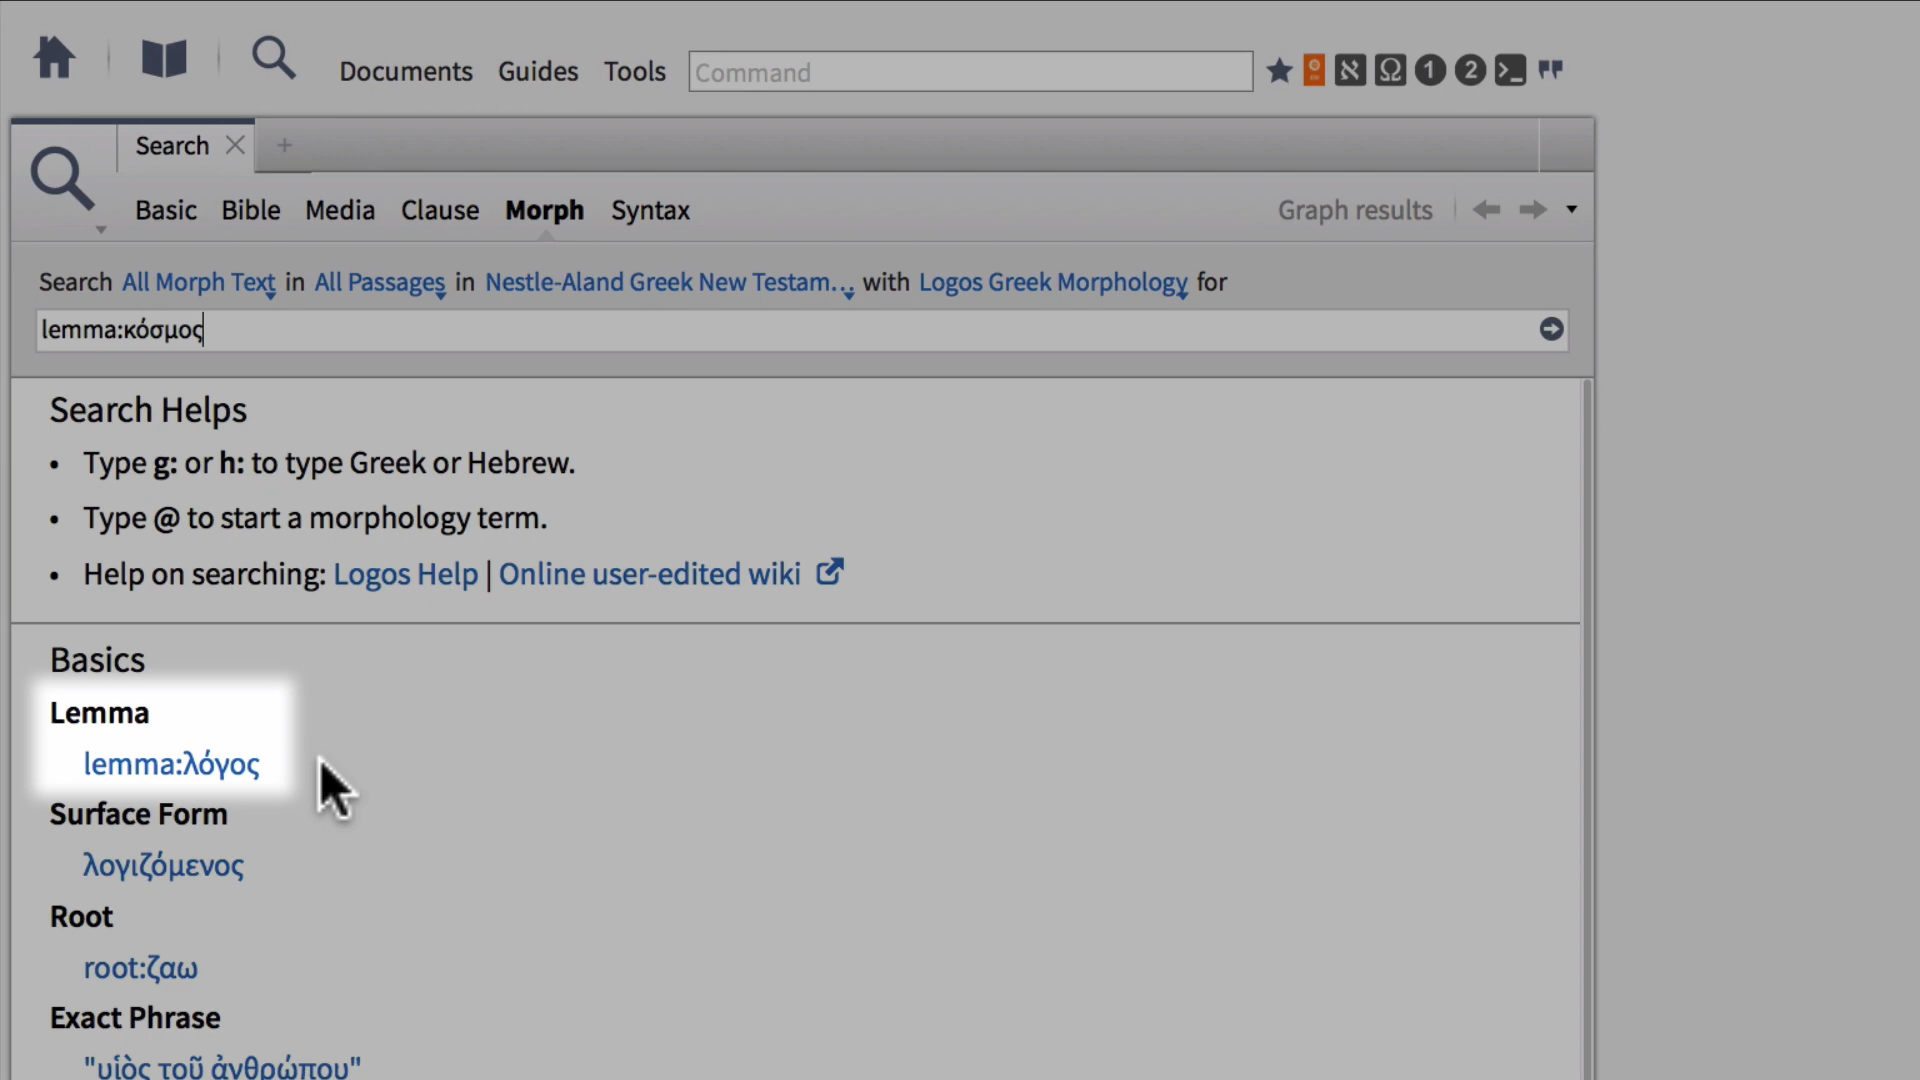 Documents Guides Tools Command
Search
Basic Bible Media Clause Morph Syntax Graph results
Search All Morph Text in All Passages in Nestle-Aland Greek New Testam... with Logos Greek Morphology for
lemma:κόσμος
Search Helps
• Type g: or h: to type Greek or Hebrew.
• Type @ to start a morphology term.
• Help on searching: Logos Help | Online user-edited wiki
Basics
Lemma
lemma:λόγος
Surface Form
λογιζόμενος
Root
root:ζαω
Exact Phrase
"υἱὸς τοῦ ἀνθρώπου"